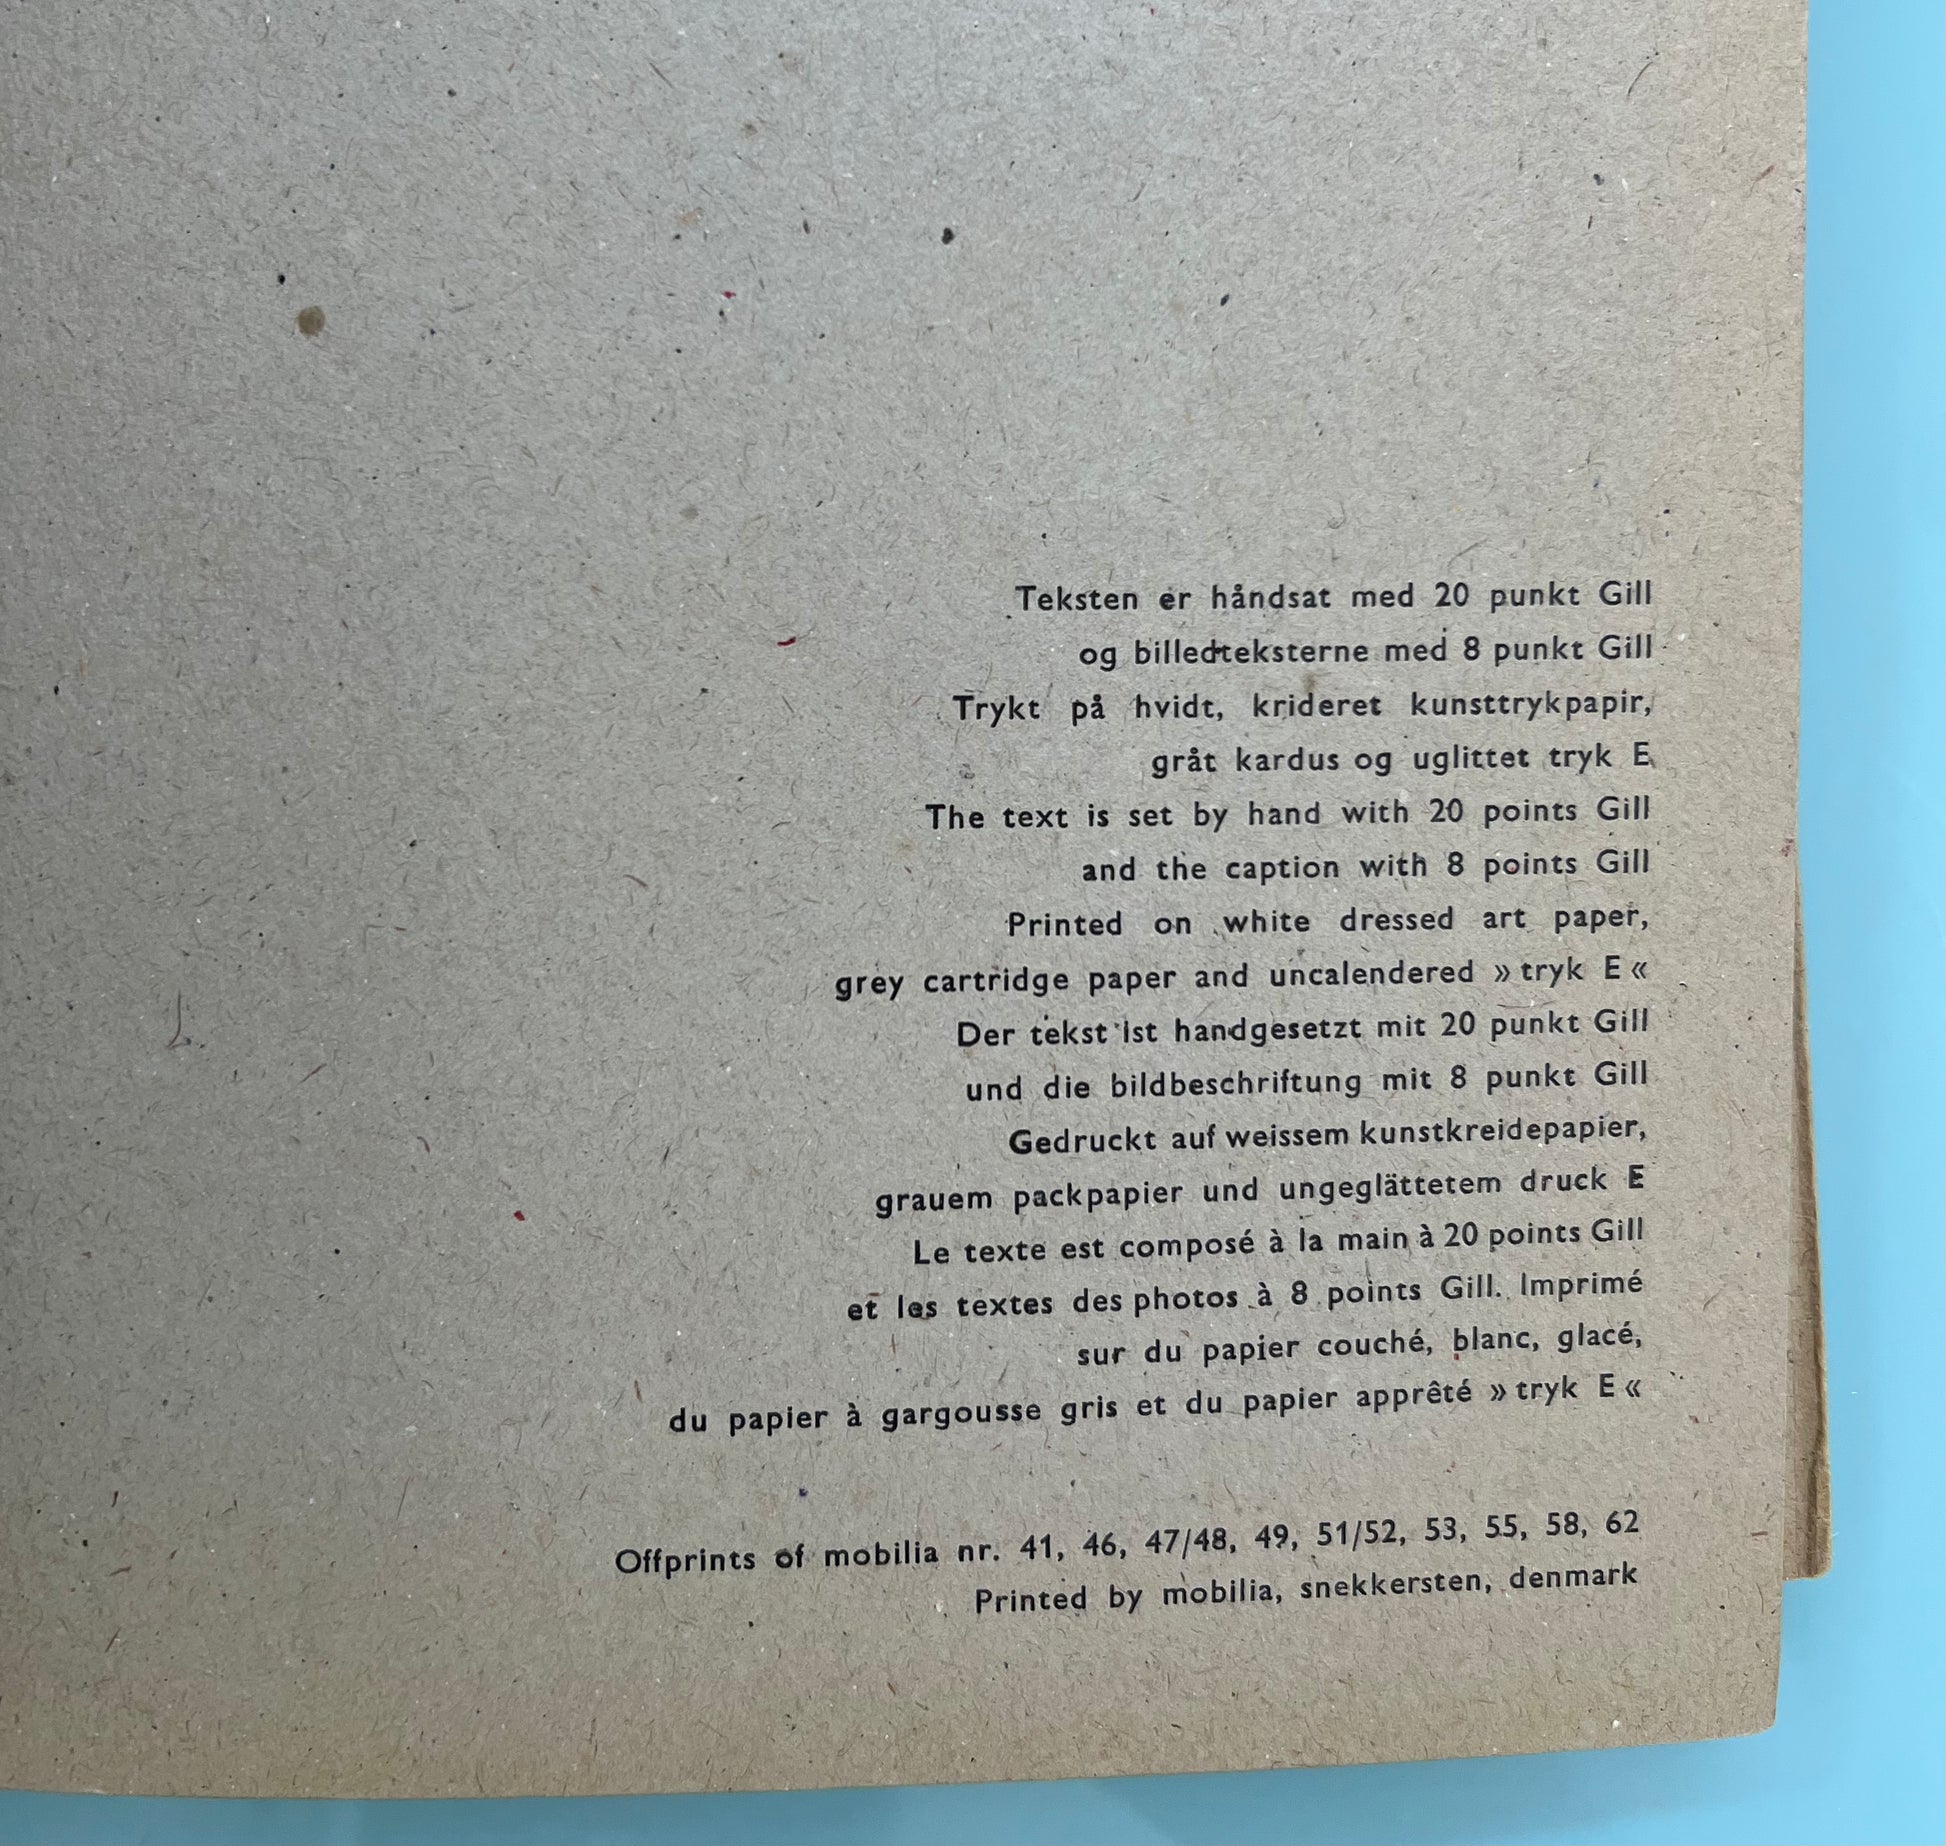 Teksten er håndsat med 20 punkt Gill
og billedteksterne med 8 punkt Gill
Trykt på hvidt, krideret kunsttrykpapir,
gråt kardus og uglittet tryk E
The text is set by hand with 20 points Gill
and the caption with 8 points Gill
Printed on white dressed art paper,
grey cartridge paper and uncalendered »tryk E«
Der tekst ist handgesetzt mit 20 punkt Gill
und die bildbeschriftung mit 8 punkt Gill
Gedruckt auf weissem kunstkreidepapier,
grauem packpapier und ungeglättetem druck E
Le texte est composé à la main à 20 points Gill
et les textes des photos à 8 points Gill. Imprimé
sur du papier couché, blanc, glacé,
du papier à gargousse gris et du papier apprêté »tryk E«
Offprints of mobilia nr. 41, 46, 47/48, 49, 51/52, 53, 55, 58, 62
Printed by mobilia, snekkersten, denmark